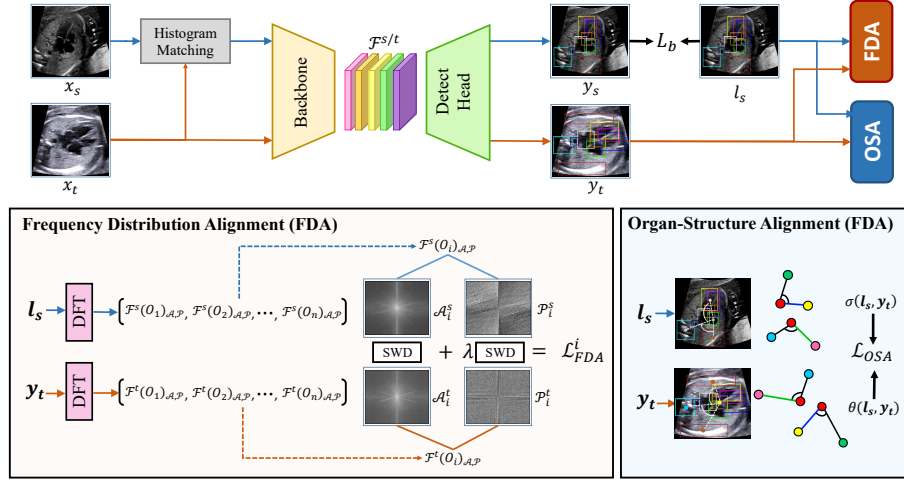 Histogram
Matching
x_s
x_t
Backbone
ℱ^{s/t}
Detect
Head
y_s
L_b
l_s
y_t
FDA
OSA
Frequency Distribution Alignment (FDA)
ℱ^s(O_i)_{𝒜,𝒫}
l_s
DFT
ℱ^s(O_1)_{𝒜,𝒫}, ℱ^s(O_2)_{𝒜,𝒫}, ⋯, ℱ^s(O_n)_{𝒜,𝒫}
𝒜_i^s
𝒫_i^s
SWD + λ SWD = ℒ_{FDA}^i
y_t
DFT
ℱ^t(O_1)_{𝒜,𝒫}, ℱ^t(O_2)_{𝒜,𝒫}, ⋯, ℱ^t(O_n)_{𝒜,𝒫}
𝒜_i^t
𝒫_i^t
ℱ^t(O_i)_{𝒜,𝒫}
Organ-Structure Alignment (FDA)
l_s
σ(l_s, y_t)
ℒ_{OSA}
y_t
θ(l_s, y_t)